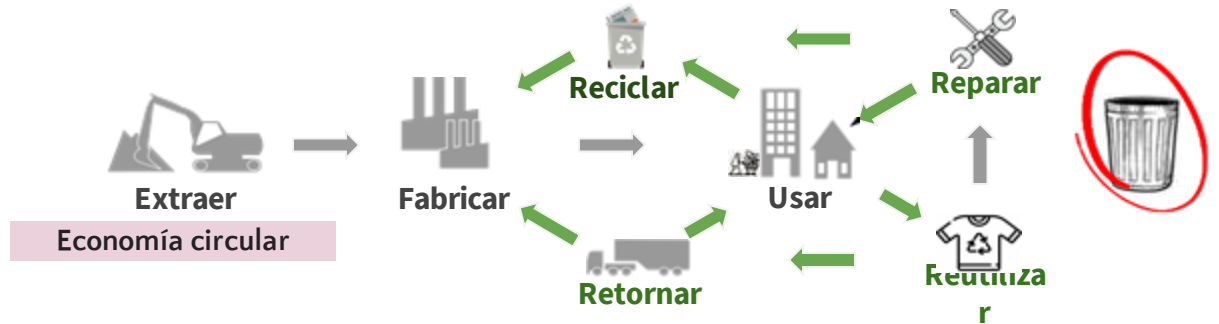 Reciclar
Reparar
Extraer
Fabricar
Usar
Economía circular
Retornar
Reutiliza
r